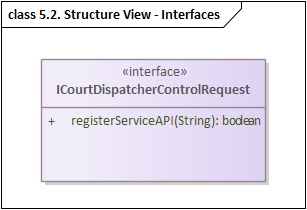 class 5.2. Structure View - Interfaces
«interface»
ICourtDispatcherControlRequest
+ registerServiceAPI(String): boolean